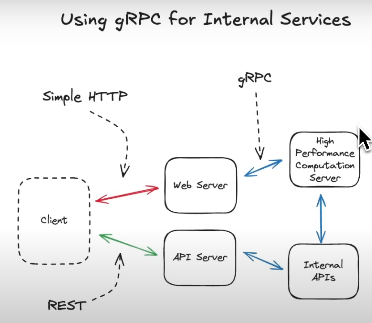 Using gRPC for Internal Services
gRPC
Simple HTTP
High
Performance
Computation
Server
Web Server
Client
API Server
Internal
APIs
REST